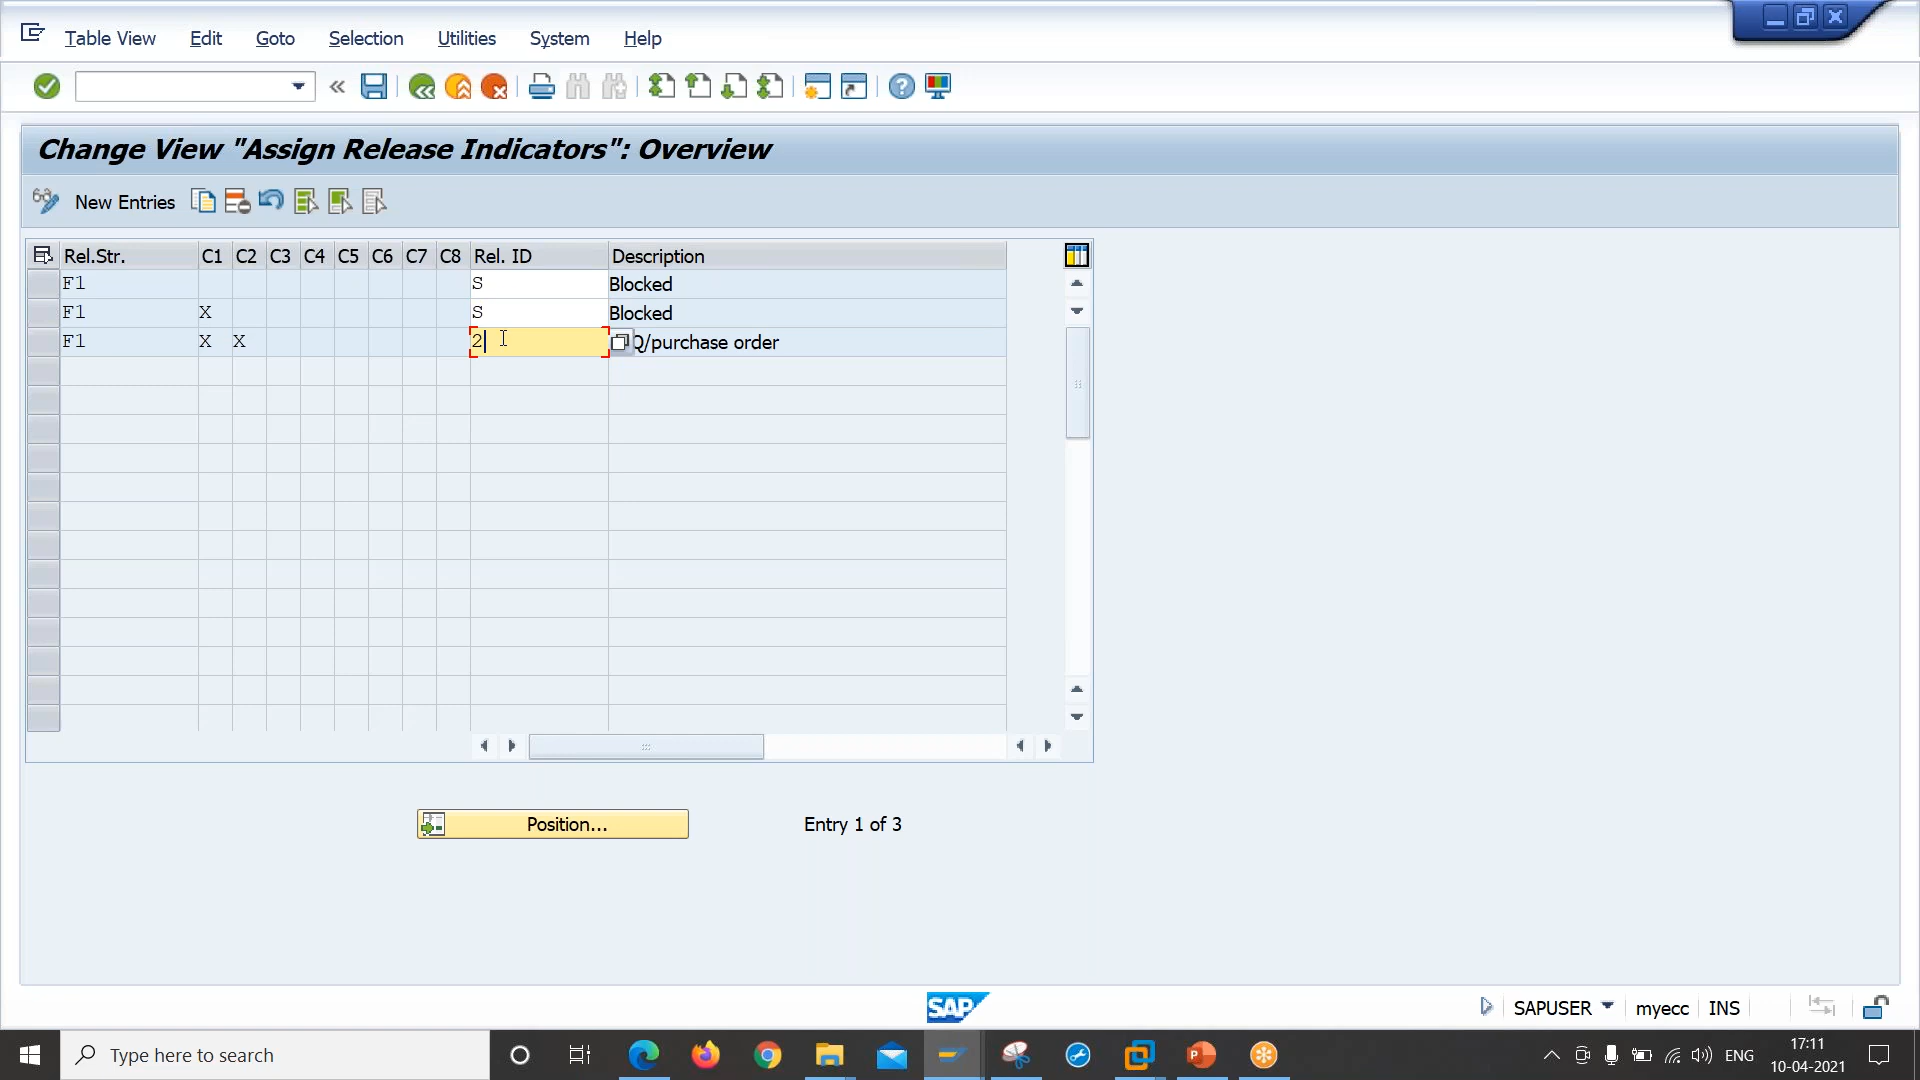 Table View Edit Goto Selection Utilities System Help
Change View "Assign Release Indicators": Overview
New Entries
Rel.Str. C1 C2 C3 C4 C5 C6 C7 C8 Rel. ID Description
F1 S Blocked
F1 X S Blocked
F1 X X 2 Q/purchase order
Position... Entry 1 of 3
SAP SAPUSER myecc INS
Type here to search
ENG
17:11
10-04-2021